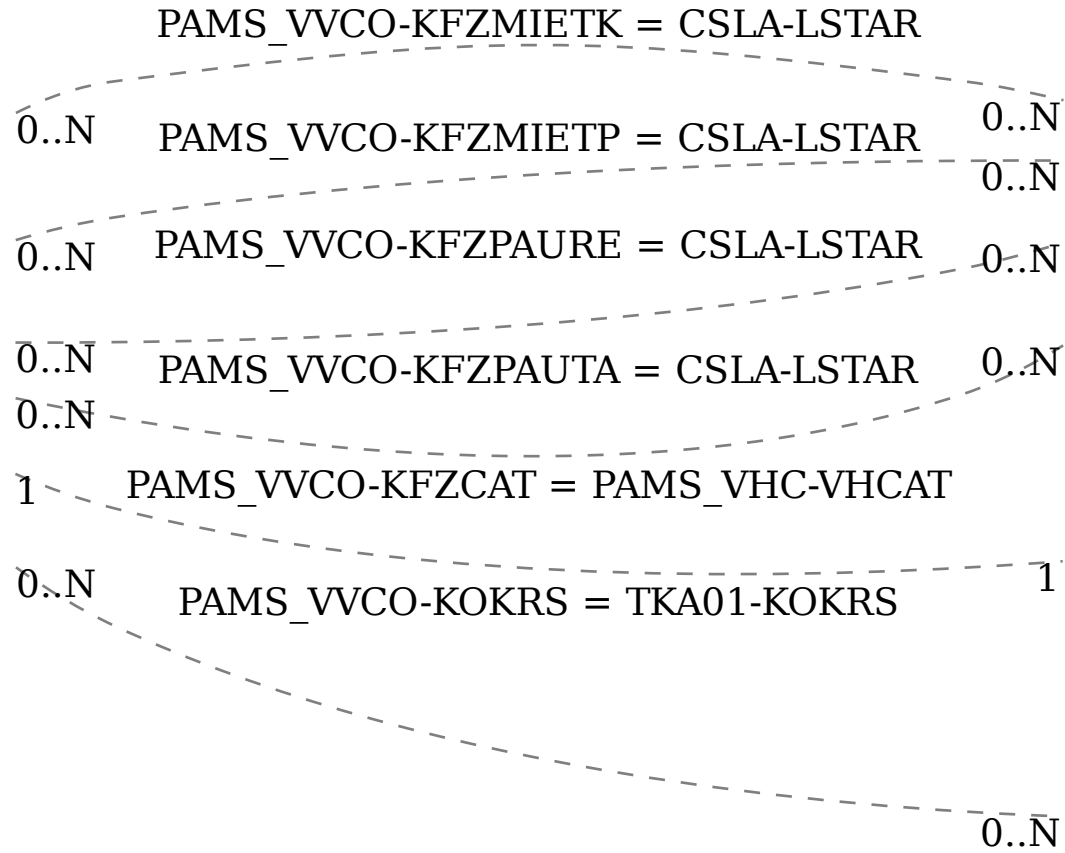 PAMS_VVCO-KFZMIETK = CSLA-LSTAR
0..N
0..N
PAMS_VVCO-KFZMIETP = CSLA-LSTAR
0..N
0..N
PAMS_VVCO-KFZPAURE = CSLA-LSTAR
0..N
0..N
0..N
PAMS_VVCO-KFZPAUTA = CSLA-LSTAR
0..N
0..N
1
PAMS_VVCO-KFZCAT = PAMS_VHC-VHCAT
1
0..N
PAMS_VVCO-KOKRS = TKA01-KOKRS
0..N